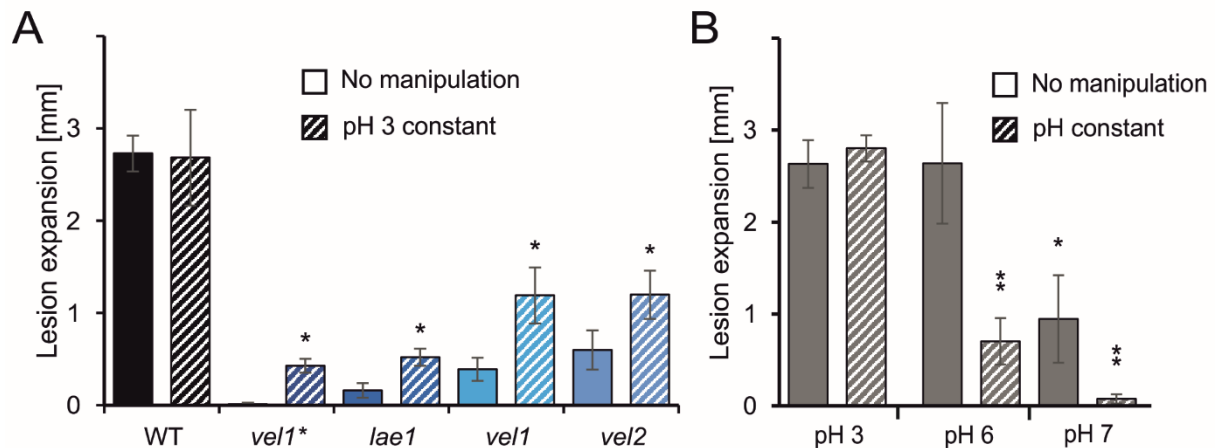 A
Lesion expansion [mm]
3
2
1
0
No manipulation
pH 3 constant
*
*
*
*
WT
vel1*
lae1
vel1
vel2
B
Lesion expansion [mm]
3
2
1
0
No manipulation
pH constant
**
*
**
pH 3
pH 6
pH 7